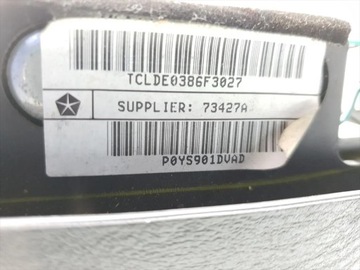 TCLDE0386F3027
SUPPLIER: 73427A
P0YS901DVAD